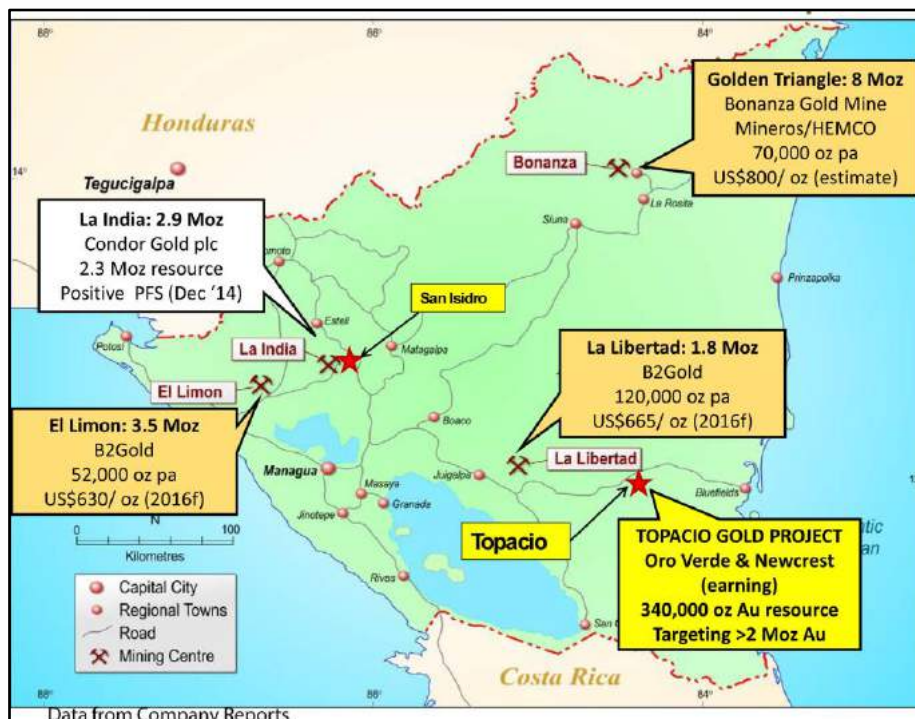 88°
86°
84°
Honduras
Tegucigalpa
14°
Golden Triangle: 8 Moz
Bonanza Gold Mine
Mineros/HEMCO
70,000 oz pa
US$800/ oz (estimate)
Bonanza
La Rosita
Siuna
Prinzapolka
La India: 2.9 Moz
Condor Gold plc
2.3 Moz resource
Positive PFS (Dec '14)
San Isidro
Esteli
Matagalpa
Potosi
La India
El Limon
La Libertad: 1.8 Moz
B2Gold
120,000 oz pa
US$665/ oz (2016f)
El Limon: 3.5 Moz
B2Gold
52,000 oz pa
US$630/ oz (2016f)
Boaco
La Libertad
Managua
Juigalpa
Masaya
Granada
Jinotepe
Bluefields
Topacio
TOPACIO GOLD PROJECT
Oro Verde & Newcrest
(earning)
340,000 oz Au resource
Targeting >2 Moz Au
N
0 100
Kilometres
Rivas
San
Capital City
Regional Towns
Road
Mining Centre
Costa Rica
88°
86°
84°
Data from Company Reports